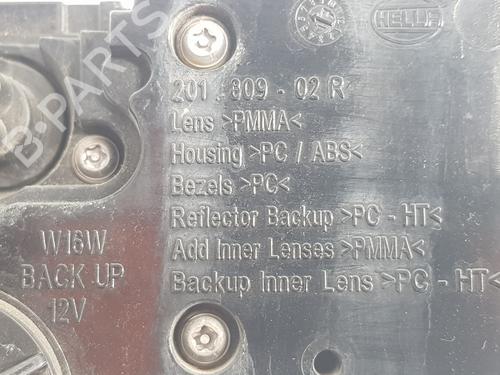 HELLA
201.809-02 R
Lens >PMMA<
Housing >PC / ABS<
Bezels >PC<
Reflector Backup >PC - HT<
Add Inner Lenses >PMMA<
Backup Inner Lens >PC - HT<
W16W
BACK UP
12V
B-PARTS